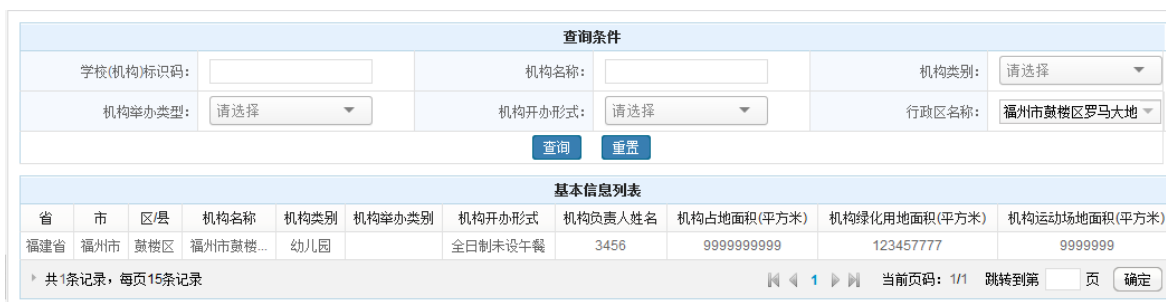 查询条件
学校(机构)标识码： 机构名称： 机构类别： 请选择
机构举办类型： 请选择 机构开办形式： 请选择 行政区名称： 福州市鼓楼区罗马大地
查询 重置
基本信息列表
省 市 区/县 机构名称 机构类别 机构举办类别 机构开办形式 机构负责人姓名 机构占地面积(平方米) 机构绿化用地面积(平方米) 机构运动场地面积(平方米)
福建省 福州市 鼓楼区 福州市鼓楼... 幼儿园 全日制未设午餐 3456 9999999999 123457777 9999999
共1条记录，每页15条记录 1 当前页码：1/1 跳转到第 页 确定